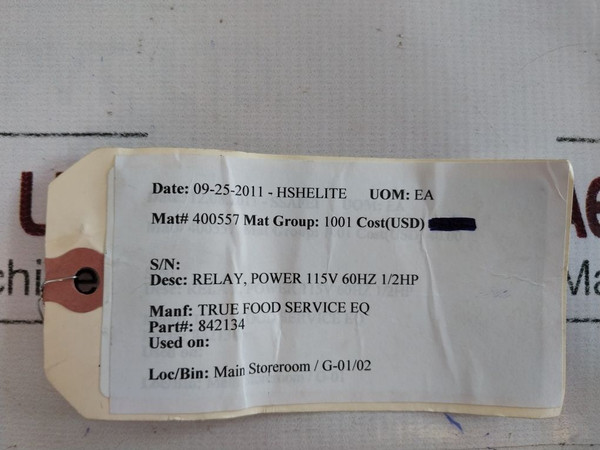 Date: 09-25-2011 - HSHELITE UOM: EA
Mat# 400557 Mat Group: 1001 Cost(USD)
S/N:
Desc: RELAY, POWER 115V 60HZ 1/2HP
Manf: TRUE FOOD SERVICE EQ
Part#: 842134
Used on:
Loc/Bin: Main Storeroom / G-01/02